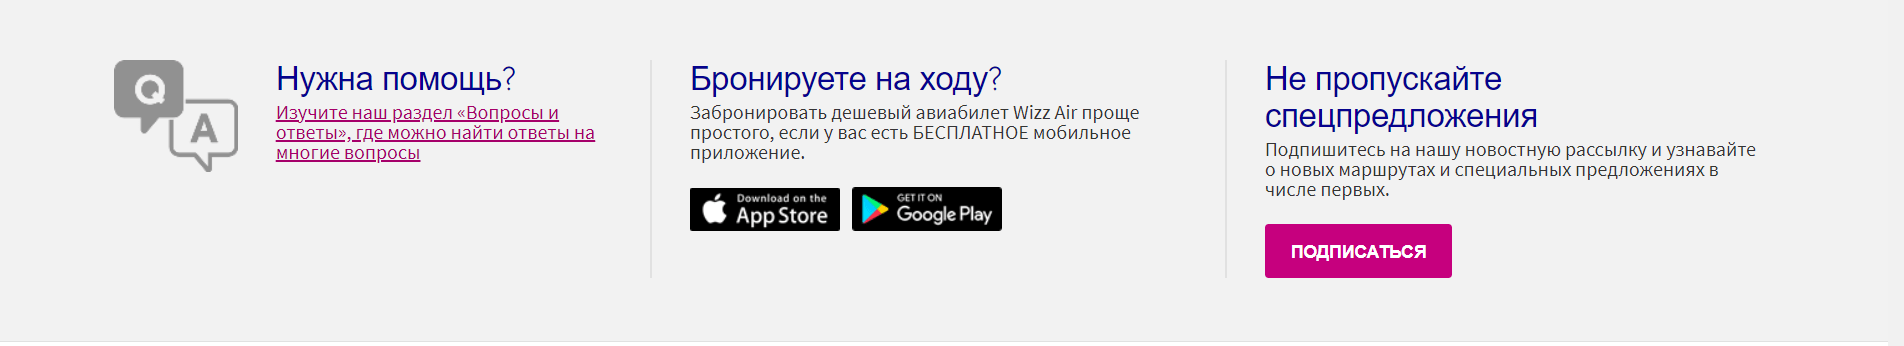 Q
A
Нужна помощь?
Изучите наш раздел «Вопросы и
ответы», где можно найти ответы на
многие вопросы
Бронируете на ходу?
Забронировать дешевый авиабилет Wizz Air проще
простого, если у вас есть БЕСПЛАТНОЕ мобильное
приложение.
Download on the
App Store
GET IT ON
Google Play
Не пропускайте
спецпредложения
Подпишитесь на нашу новостную рассылку и узнавайте
о новых маршрутах и специальных предложениях в
числе первых.
ПОДПИСАТЬСЯ